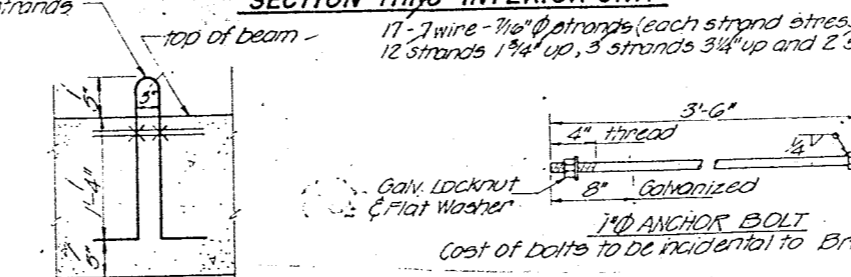 strands
SECTION THRU INTERIOR UNIT
top of beam
17-7 wire-7/16"Ø strands (each strand stress
12 strands 1 3/4" up, 3 strands 3 1/4" up and 2 s
5"
3"
1'-4"
5"
3'-6"
4" thread
1/4
Galv. Locknut
& Flat Washer
8" Galvanized
1"Ø ANCHOR BOLT
Cost of bolts to be incidental to Br